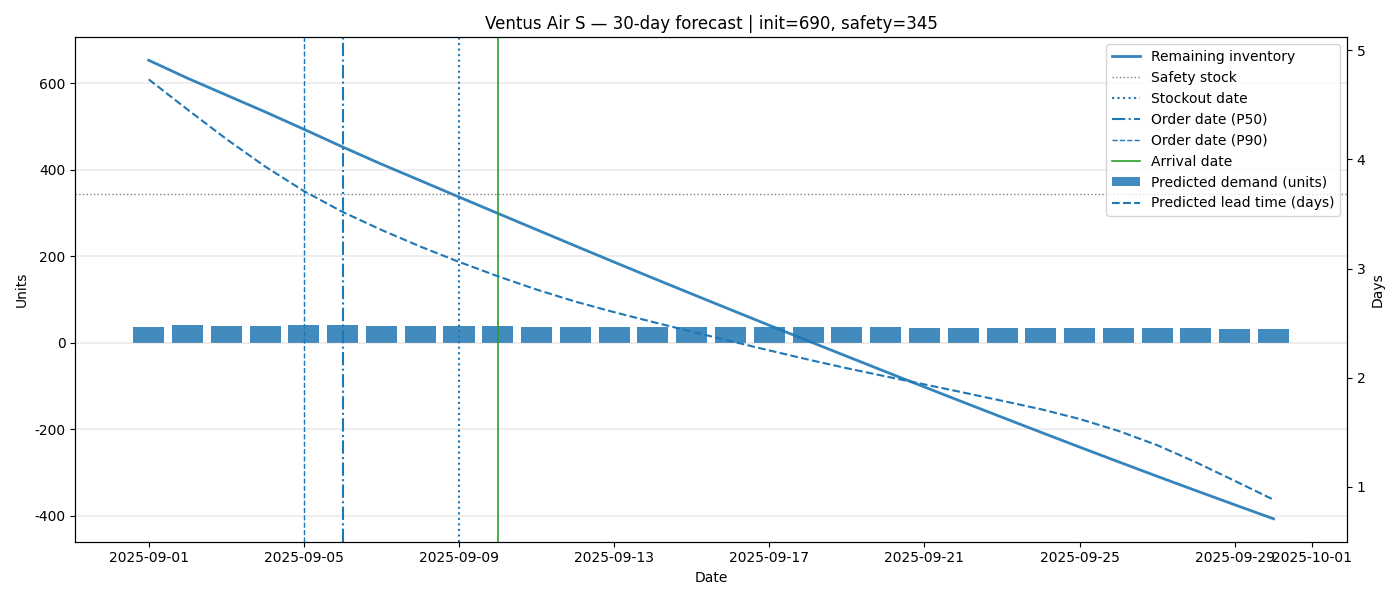 Ventus Air S — 30-day forecast | init=690, safety=345
Units
600
400
200
0
-200
-400
5
4
3
2
1
Days
Remaining inventory
Safety stock
Stockout date
Order date (P50)
Order date (P90)
Arrival date
Predicted demand (units)
Predicted lead time (days)
2025-09-01 2025-09-05 2025-09-09 2025-09-13 2025-09-17 2025-09-21 2025-09-25 2025-09-29 2025-10-01
Date